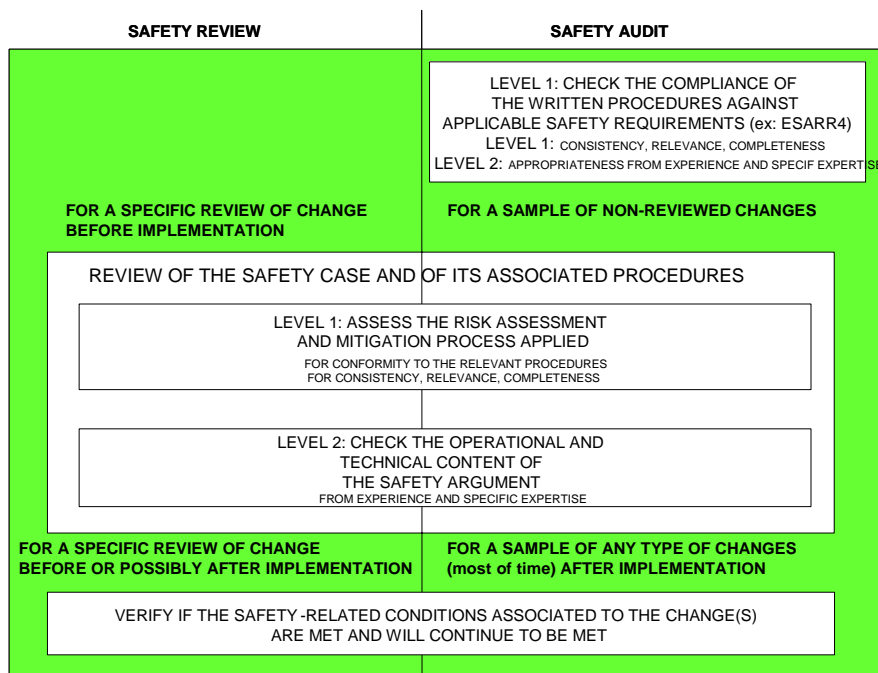 SAFETY REVIEW
SAFETY AUDIT
LEVEL 1: CHECK THE COMPLIANCE OF
THE WRITTEN PROCEDURES AGAINST
APPLICABLE SAFETY REQUIREMENTS (ex: ESARR4)
LEVEL 1: CONSISTENCY, RELEVANCE, COMPLETENESS
LEVEL 2: APPROPRIATENESS FROM EXPERIENCE AND SPECIF EXPERTISE
FOR A SPECIFIC REVIEW OF CHANGE
BEFORE IMPLEMENTATION
FOR A SAMPLE OF NON-REVIEWED CHANGES
REVIEW OF THE SAFETY CASE AND OF ITS ASSOCIATED PROCEDURES
LEVEL 1: ASSESS THE RISK ASSESSMENT
AND MITIGATION PROCESS APPLIED
FOR CONFORMITY TO THE RELEVANT PROCEDURES
FOR CONSISTENCY, RELEVANCE, COMPLETENESS
LEVEL 2: CHECK THE OPERATIONAL AND
TECHNICAL CONTENT OF
THE SAFETY ARGUMENT
FROM EXPERIENCE AND SPECIFIC EXPERTISE
FOR A SPECIFIC REVIEW OF CHANGE
BEFORE OR POSSIBLY AFTER IMPLEMENTATION
FOR A SAMPLE OF ANY TYPE OF CHANGES
(most of time) AFTER IMPLEMENTATION
VERIFY IF THE SAFETY-RELATED CONDITIONS ASSOCIATED TO THE CHANGE(S)
ARE MET AND WILL CONTINUE TO BE MET